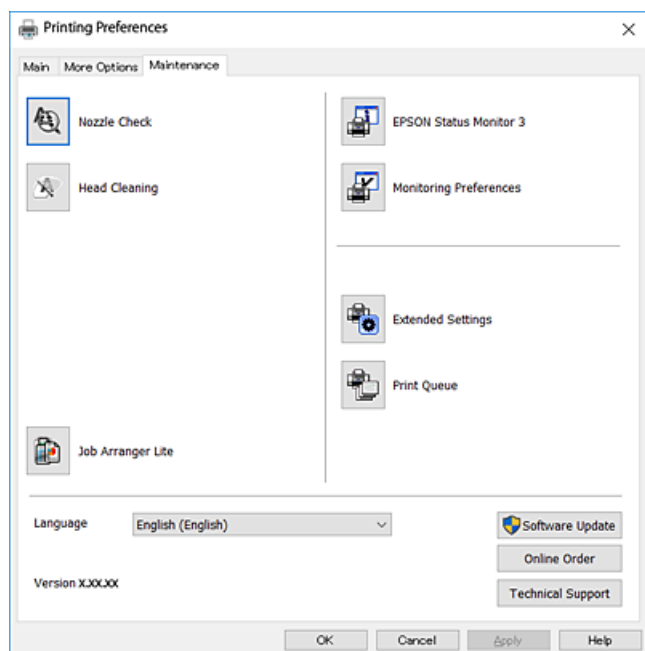 Printing Preferences
Main More Options Maintenance
Nozzle Check
EPSON Status Monitor 3
Head Cleaning
Monitoring Preferences
Extended Settings
Print Queue
Job Arranger Lite
Language English (English)
Software Update
Online Order
Version X.XX.XX
Technical Support
OK Cancel Apply Help